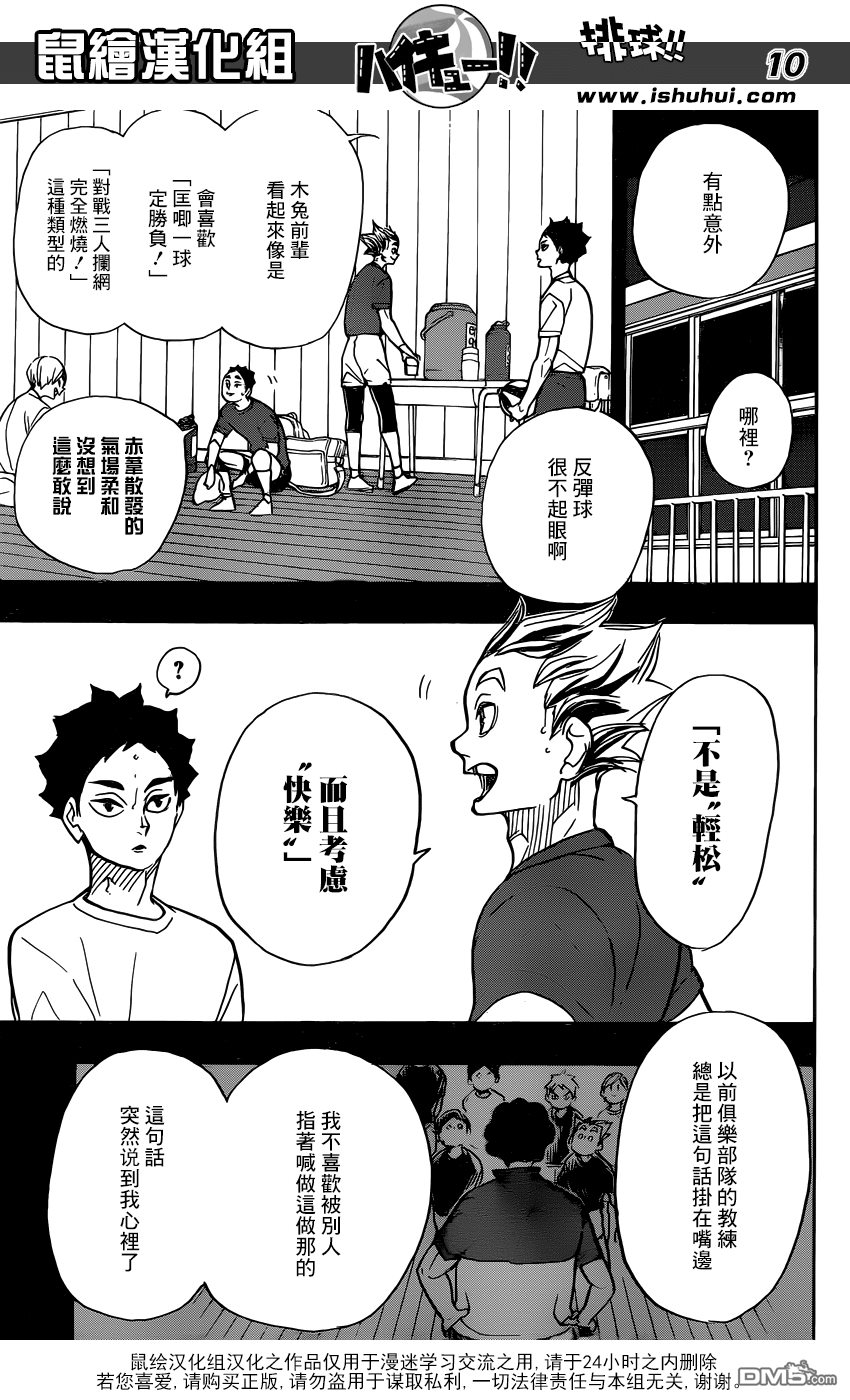 鼠繪漢化組
ハイキュー!!
排球!!
10
www.ishuhui.com
有點意外
哪裡?
反彈球
很不起眼啊
木兔前輩
看起來像是
會喜歡
「匡唧一球
定勝負!」
「對戰三人攔網
完全燃燒!」
這種類型的
赤葦散發的
氣場柔和
沒想到
這麼敢說
「不是“輕松”
而且考慮
“快樂”」
?
以前俱樂部隊的教練
總是把這句話掛在嘴邊
我不喜歡被別人
指著喊做這做那的
這句話
突然说到我心裡了
鼠绘汉化组汉化之作品仅用于漫迷学习交流之用, 请于24小时之内删除
若您喜爱, 请购买正版, 请勿盗用于谋取私利, 一切法律责任与本组无关, 谢谢.
DM5.com